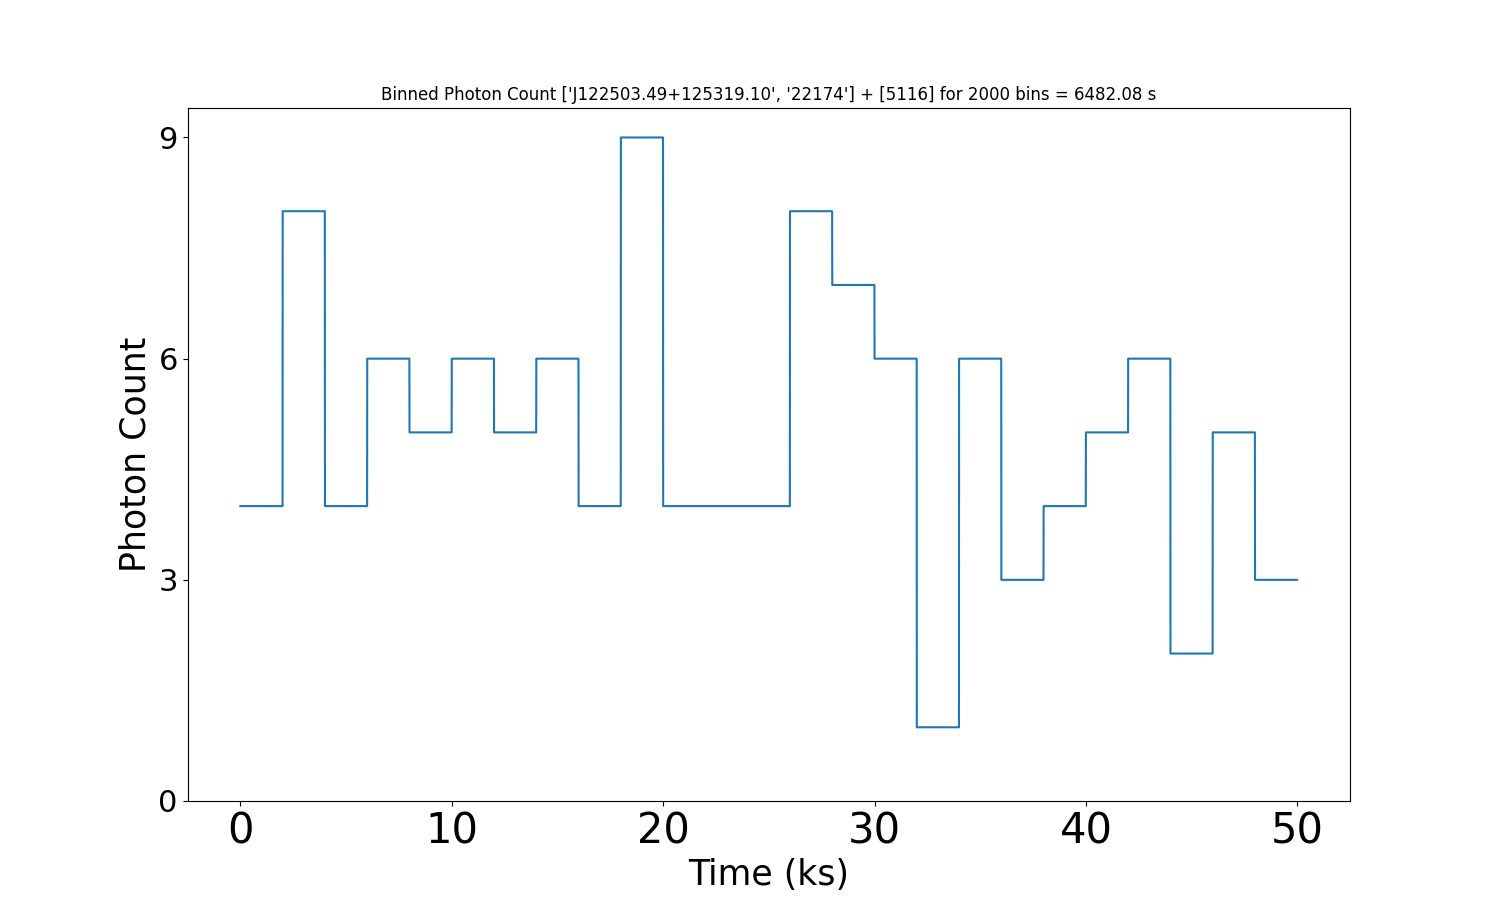 Binned Photon Count ['J122503.49+125319.10', '22174'] + [5116] for 2000 bins = 6482.08 s
9
6
3
0
Photon Count
0 10 20 30 40 50
Time (ks)